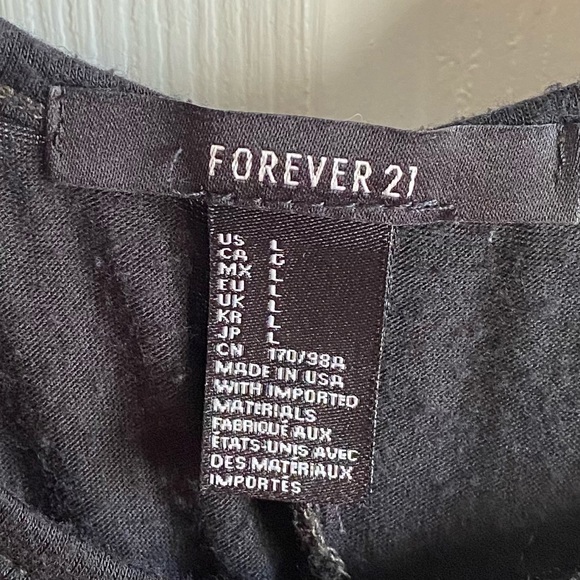 FOREVER 21
US L
CA G
MX L
EU L
UK L
KR L
JP L
CN 170/98A
MADE IN USA
WITH IMPORTED
MATERIALS
FABRIQUÉ AUX
ÉTATS-UNIS AVEC
DES MATERIAUX
IMPORTÉS